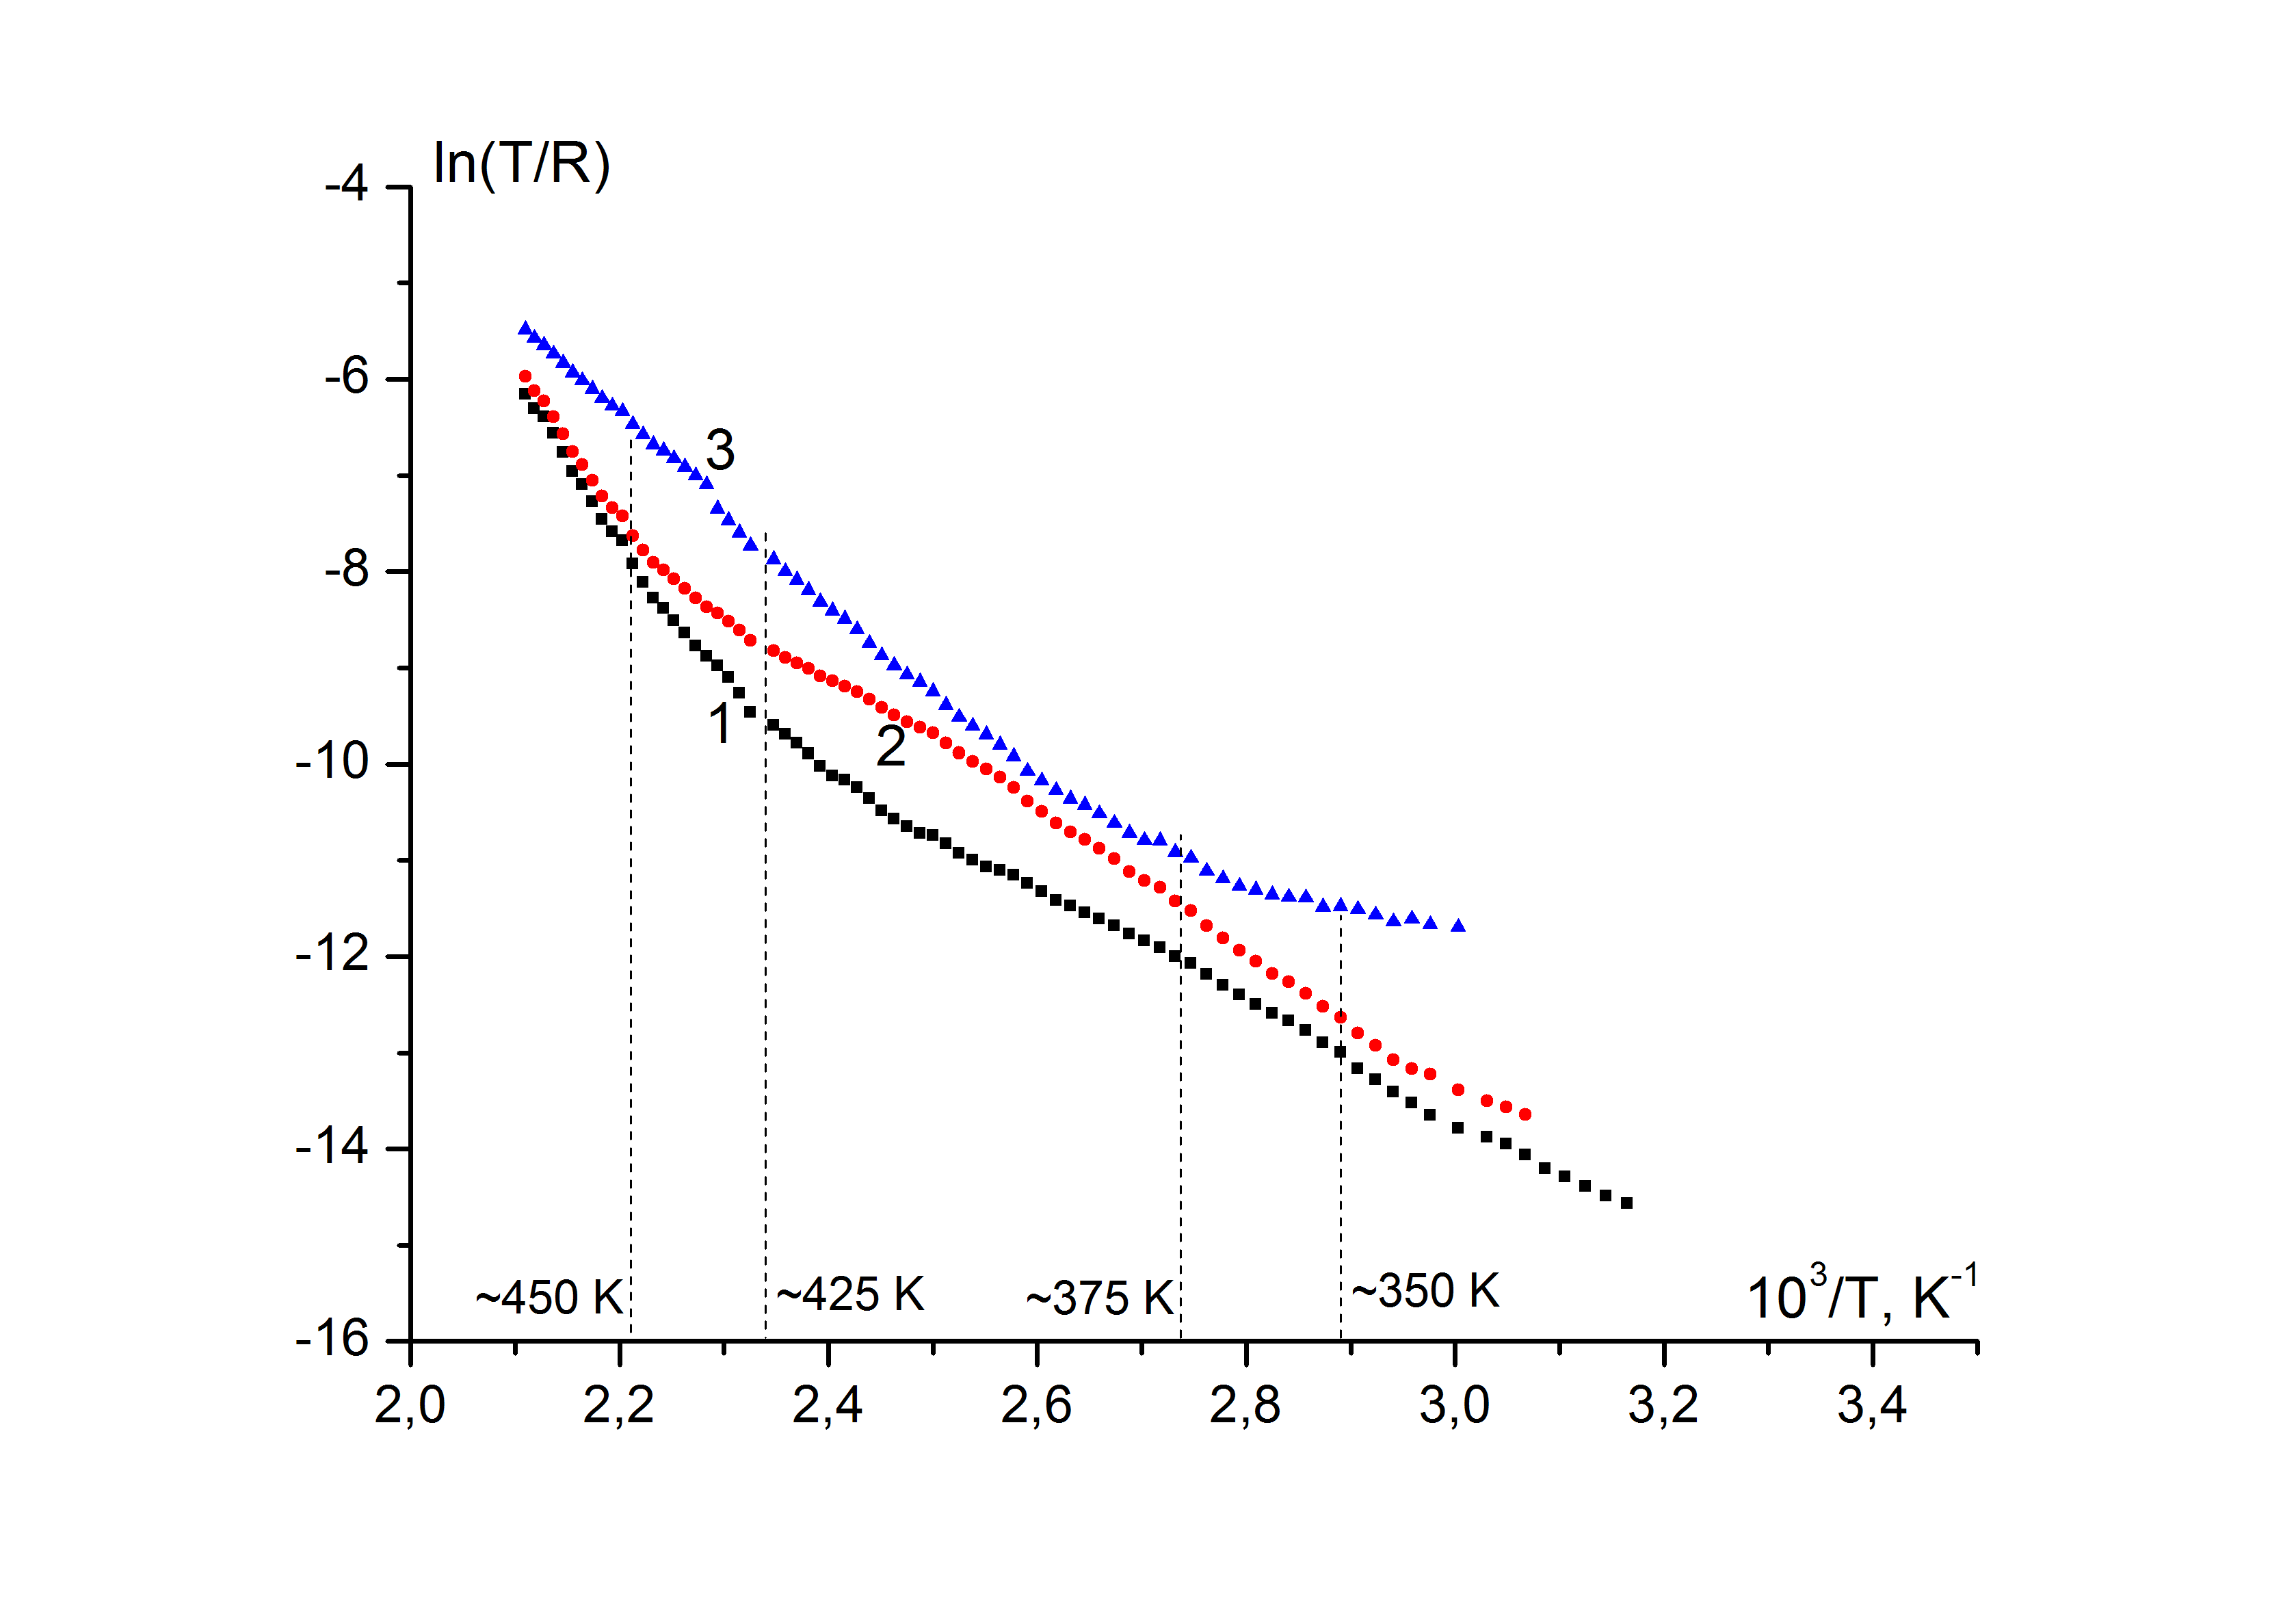 ln(T/R)
-4
-6
-8
-10
-12
-14
-16
3
1
2
~450 K
~425 K
~375 K
~350 K
10³/T, K⁻¹
2,0 2,2 2,4 2,6 2,8 3,0 3,2 3,4